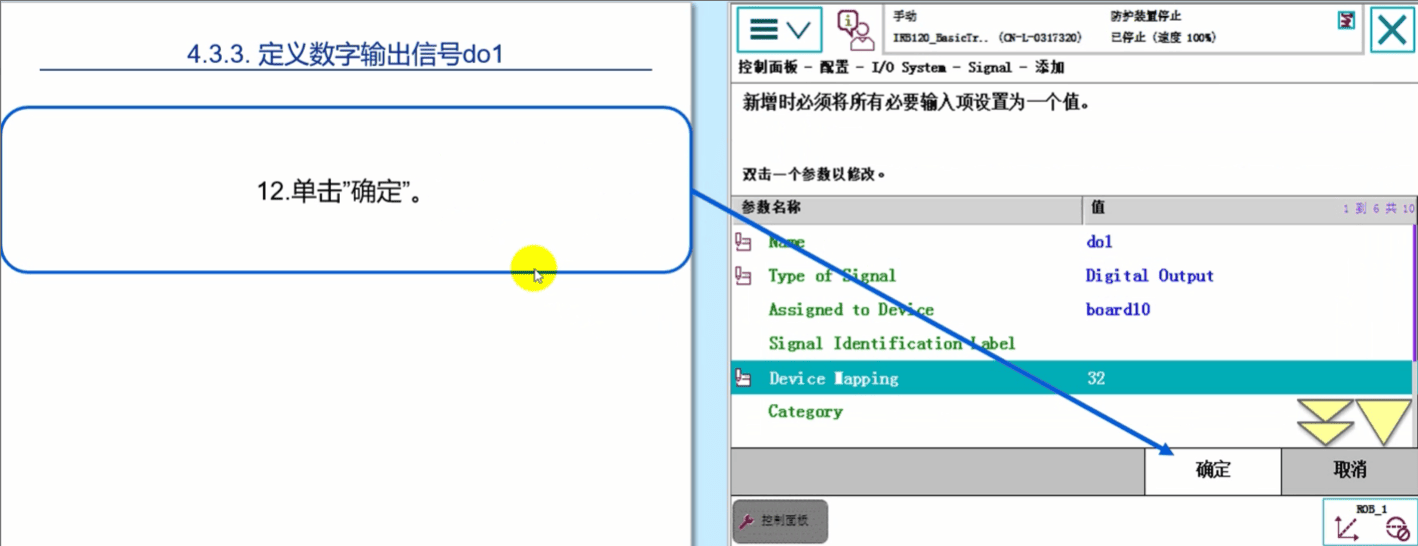 4.3.3. 定义数字输出信号do1
12.单击”确定”。
手动
防护装置停止
IRB120_BasicTr.. (CN-L-0317320)
已停止 (速度 100%)
控制面板 - 配置 - I/O System - Signal - 添加
新增时必须将所有必要输入项设置为一个值。
双击一个参数以修改。
参数名称
值
1 到 6 共 10
Name
do1
Type of Signal
Digital Output
Assigned to Device
board10
Signal Identification Label
Device Mapping
32
Category
确定
取消
控制面板
ROB_1